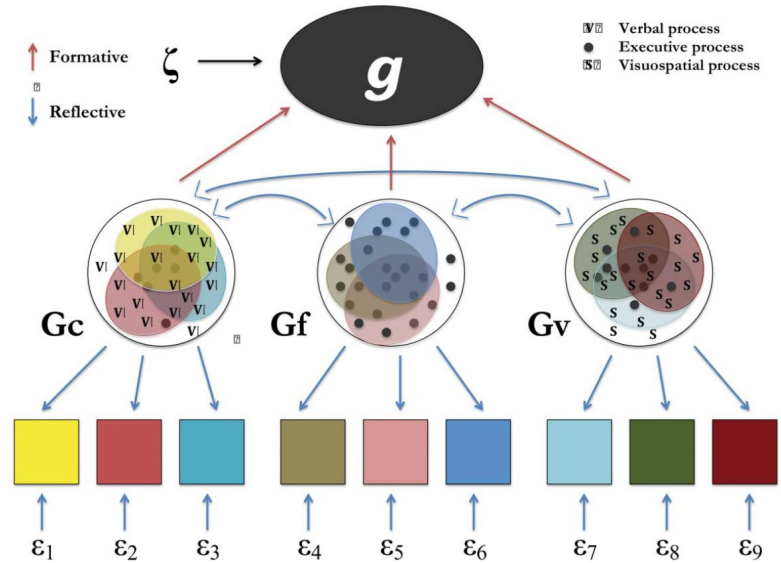 Formative
Reflective
ζ
g
V Verbal process
Executive process
S Visuospatial process
V V V V V V V V V V V V V V V V V V
S S S S S S S S S S S S S S S S S
Gc
Gf
Gv
ε1 ε2 ε3 ε4 ε5 ε6 ε7 ε8 ε9